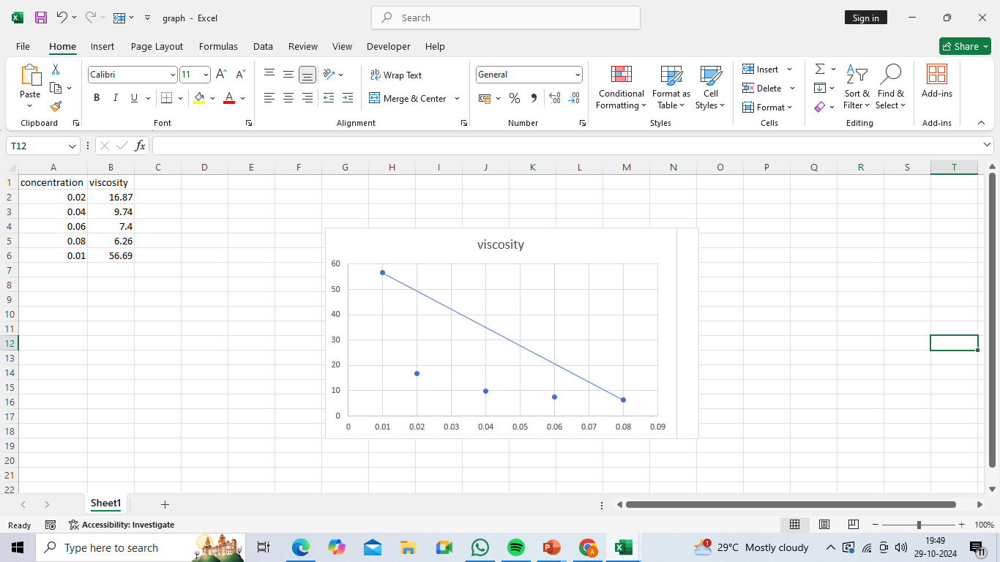 graph - Excel
Search
Sign in
File Home Insert Page Layout Formulas Data Review View Developer Help
Share
Paste
Calibri 11
General
Wrap Text
Merge & Center
Conditional Formatting
Format as Table
Cell Styles
Insert
Delete
Format
Sort & Filter
Find & Select
Add-ins
Clipboard Font Alignment Number Styles Cells Editing Add-ins
T12
fx
A B C D E F G H I J K L M N O P Q R S T
1 concentration viscosity
2 0.02 16.87
3 0.04 9.74
4 0.06 7.4
5 0.08 6.26
6 0.01 56.69
7
8
9
10
11
12
13
14
15
16
17
18
19
20
21
22
viscosity
60
50
40
30
20
10
0
0 0.01 0.02 0.03 0.04 0.05 0.06 0.07 0.08 0.09
Sheet1
Ready
Accessibility: Investigate
100%
Type here to search
29°C Mostly cloudy
19:49
29-10-2024
11